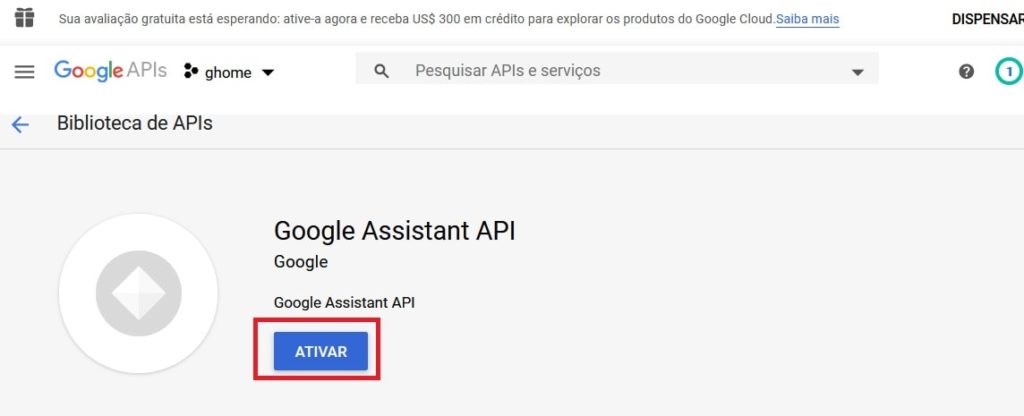 Sua avaliação gratuita está esperando: ative-a agora e receba US$ 300 em crédito para explorar os produtos do Google Cloud.Saiba mais DISPENSAR
Google APIs ghome Pesquisar APIs e serviços ? 1
Biblioteca de APIs
Google Assistant API
Google
Google Assistant API
ATIVAR